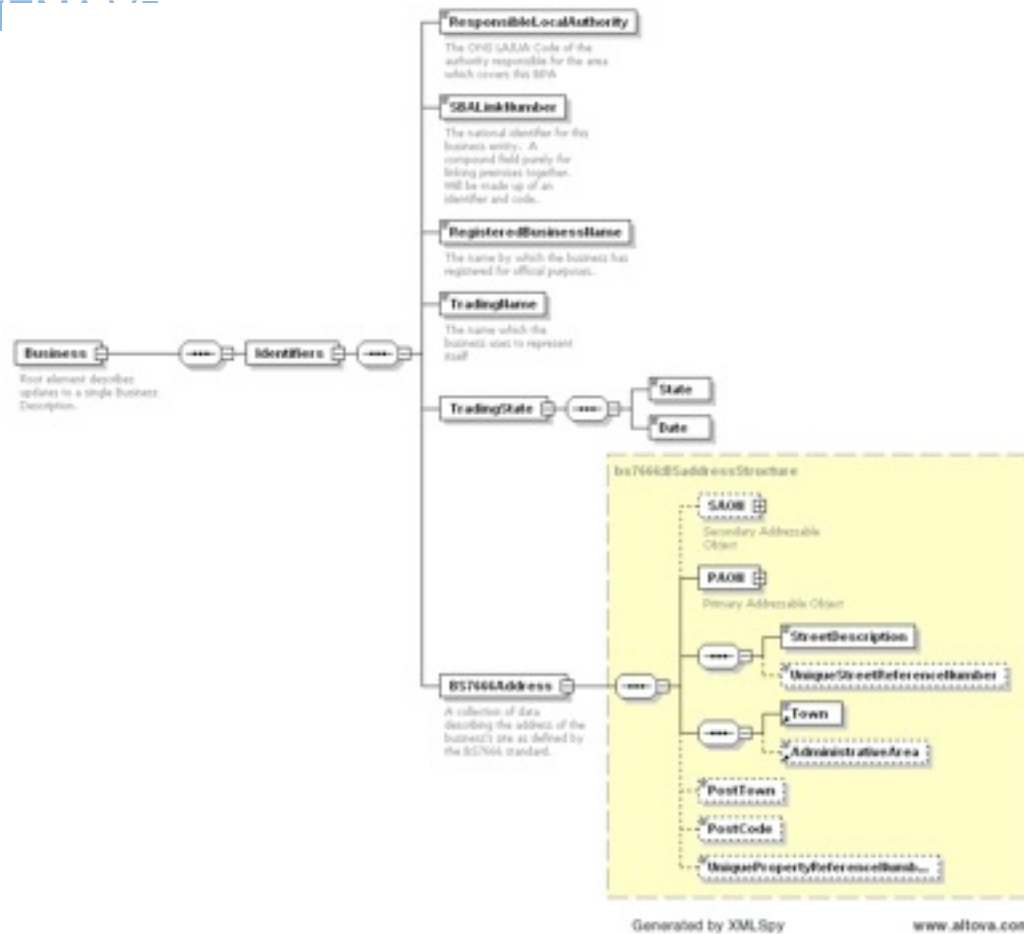 ResponsibleLocalAuthority
The ONS LA/UA Code of the
authority responsible for the area
which covers this BPA
SBALinkNumber
The national identifier for this
business entity. A
compound field purely for
linking premises together.
Will be made up of an
identifier and code.
RegisteredBusinessName
The name by which the business has
registered for official purposes.
TradingName
The name which the
business uses to represent
itself
Business
Identifiers
Root element describes
updates to a single Business
Description.
TradingState
State
Date
bs7666:BSaddressStructure
SAON
Secondary Addressable
Object
PAON
Primary Addressable Object
StreetDescription
UniqueStreetReferenceNumber
BS7666Address
A collection of data
describing the address of the
business's site as defined by
the BS7666 standard.
Town
AdministrativeArea
PostTown
PostCode
UniquePropertyReferenceNumb...
Generated by XMLSpy
www.altova.com